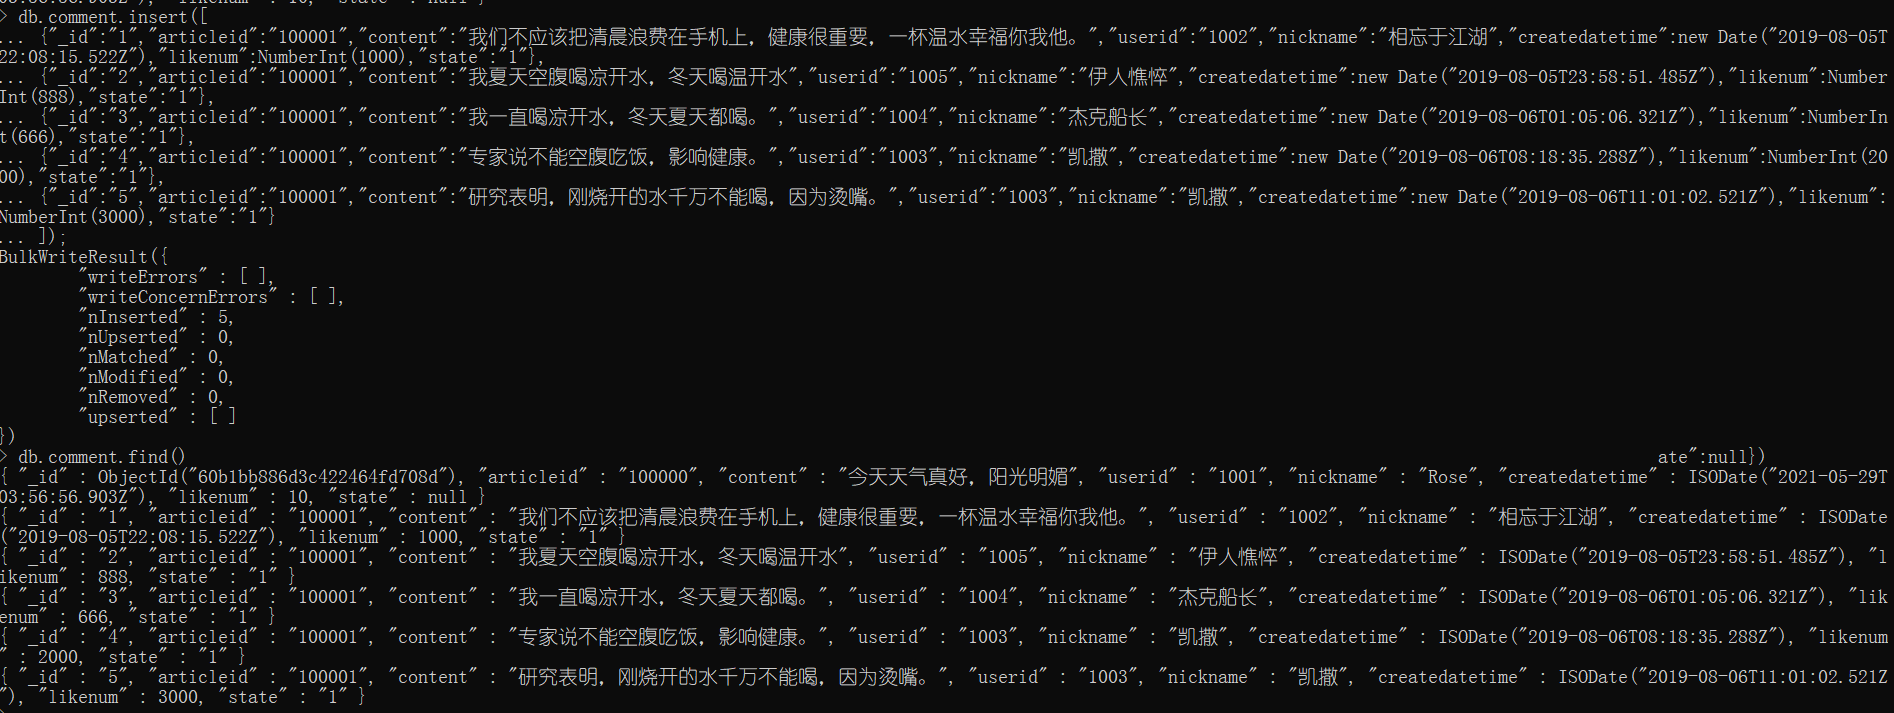 > db.comment.insert([
... {"_id":"1","articleid":"100001","content":"我们不应该把清晨浪费在手机上，健康很重要，一杯温水幸福你我他。","userid":"1002","nickname":"相忘于江湖","createdatetime":new Date("2019-08-05T
22:08:15.522Z"),"likenum":NumberInt(1000),"state":"1"},
... {"_id":"2","articleid":"100001","content":"我夏天空腹喝凉开水，冬天喝温开水","userid":"1005","nickname":"伊人憔悴","createdatetime":new Date("2019-08-05T23:58:51.485Z"),"likenum":Number
Int(888),"state":"1"},
... {"_id":"3","articleid":"100001","content":"我一直喝凉开水，冬天夏天都喝。","userid":"1004","nickname":"杰克船长","createdatetime":new Date("2019-08-06T01:05:06.321Z"),"likenum":NumberIn
t(666),"state":"1"},
... {"_id":"4","articleid":"100001","content":"专家说不能空腹吃饭，影响健康。","userid":"1003","nickname":"凯撒","createdatetime":new Date("2019-08-06T08:18:35.288Z"),"likenum":NumberInt(20
00),"state":"1"},
... {"_id":"5","articleid":"100001","content":"研究表明，刚烧开的水千万不能喝，因为烫嘴。","userid":"1003","nickname":"凯撒","createdatetime":new Date("2019-08-06T11:01:02.521Z"),"likenum":
NumberInt(3000),"state":"1"}
... ]);
BulkWriteResult({
"writeErrors" : [ ],
"writeConcernErrors" : [ ],
"nInserted" : 5,
"nUpserted" : 0,
"nMatched" : 0,
"nModified" : 0,
"nRemoved" : 0,
"upserted" : [ ]
})
> db.comment.find() ate":null})
{ "_id" : ObjectId("60b1bb886d3c422464fd708d"), "articleid" : "100000", "content" : "今天天气真好，阳光明媚", "userid" : "1001", "nickname" : "Rose", "createdatetime" : ISODate("2021-05-29T
03:56:56.903Z"), "likenum" : 10, "state" : null }
{ "_id" : "1", "articleid" : "100001", "content" : "我们不应该把清晨浪费在手机上，健康很重要，一杯温水幸福你我他。", "userid" : "1002", "nickname" : "相忘于江湖", "createdatetime" : ISODate
("2019-08-05T22:08:15.522Z"), "likenum" : 1000, "state" : "1" }
{ "_id" : "2", "articleid" : "100001", "content" : "我夏天空腹喝凉开水，冬天喝温开水", "userid" : "1005", "nickname" : "伊人憔悴", "createdatetime" : ISODate("2019-08-05T23:58:51.485Z"), "l
ikenum" : 888, "state" : "1" }
{ "_id" : "3", "articleid" : "100001", "content" : "我一直喝凉开水，冬天夏天都喝。", "userid" : "1004", "nickname" : "杰克船长", "createdatetime" : ISODate("2019-08-06T01:05:06.321Z"), "lik
enum" : 666, "state" : "1" }
{ "_id" : "4", "articleid" : "100001", "content" : "专家说不能空腹吃饭，影响健康。", "userid" : "1003", "nickname" : "凯撒", "createdatetime" : ISODate("2019-08-06T08:18:35.288Z"), "likenum
" : 2000, "state" : "1" }
{ "_id" : "5", "articleid" : "100001", "content" : "研究表明，刚烧开的水千万不能喝，因为烫嘴。", "userid" : "1003", "nickname" : "凯撒", "createdatetime" : ISODate("2019-08-06T11:01:02.521Z
"), "likenum" : 3000, "state" : "1" }